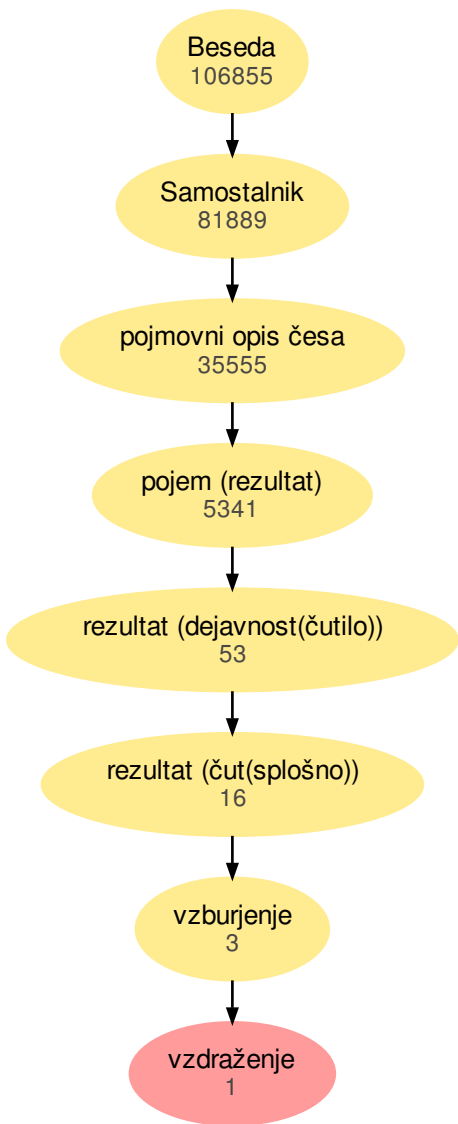 Beseda
106855
Samostalnik
81889
pojmovni opis česa
35555
pojem (rezultat)
5341
rezultat (dejavnost(čutilo))
53
rezultat (čut(splošno))
16
vzburjenje
3
vzdraženje
1